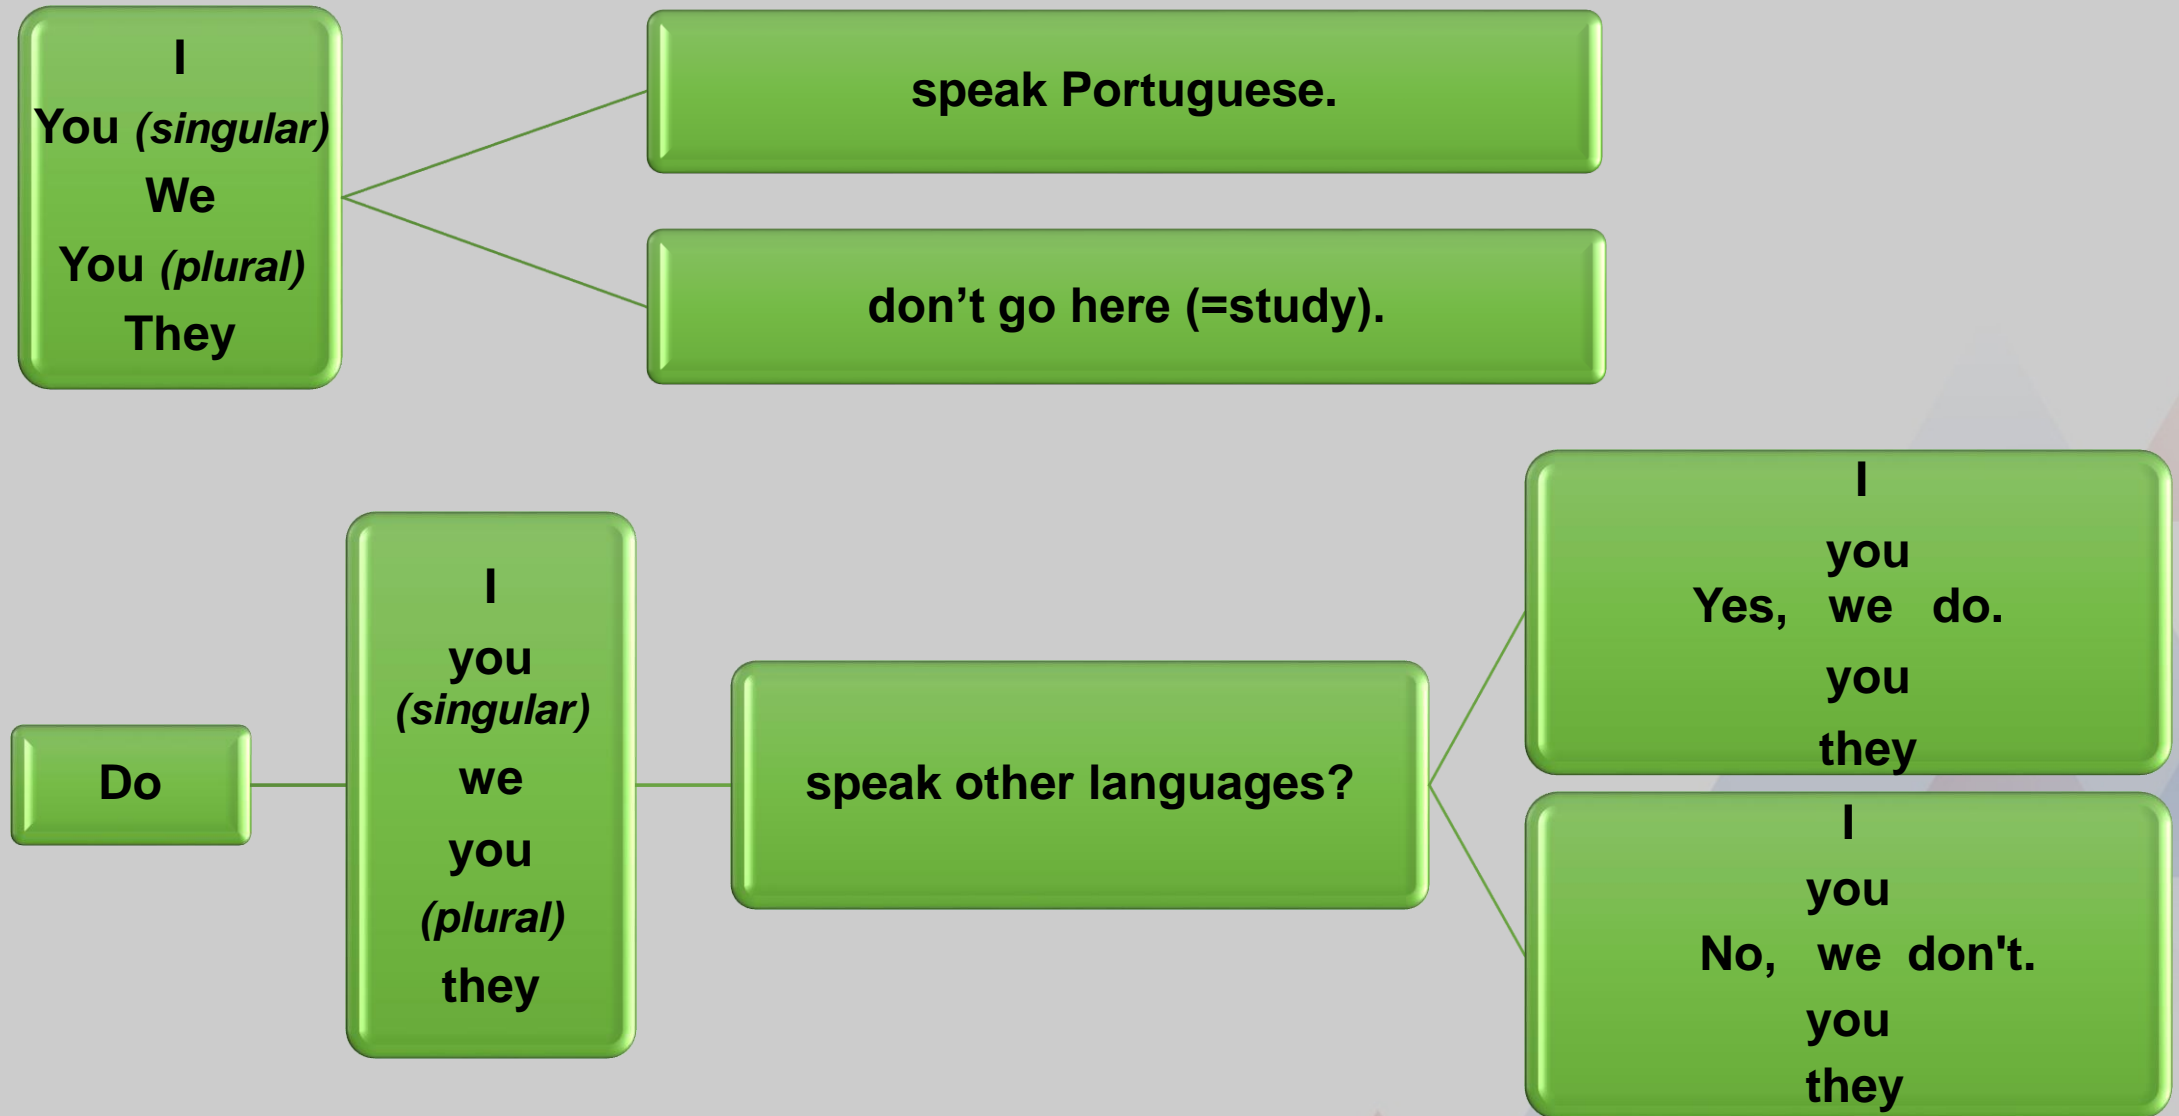 I
You (singular)
We
You (plural)
They
speak Portuguese.
don’t go here (=study).
Do
I
you
(singular)
we
you
(plural)
they
speak other languages?
I
you
Yes, we do.
you
they
I
you
No, we don't.
you
they